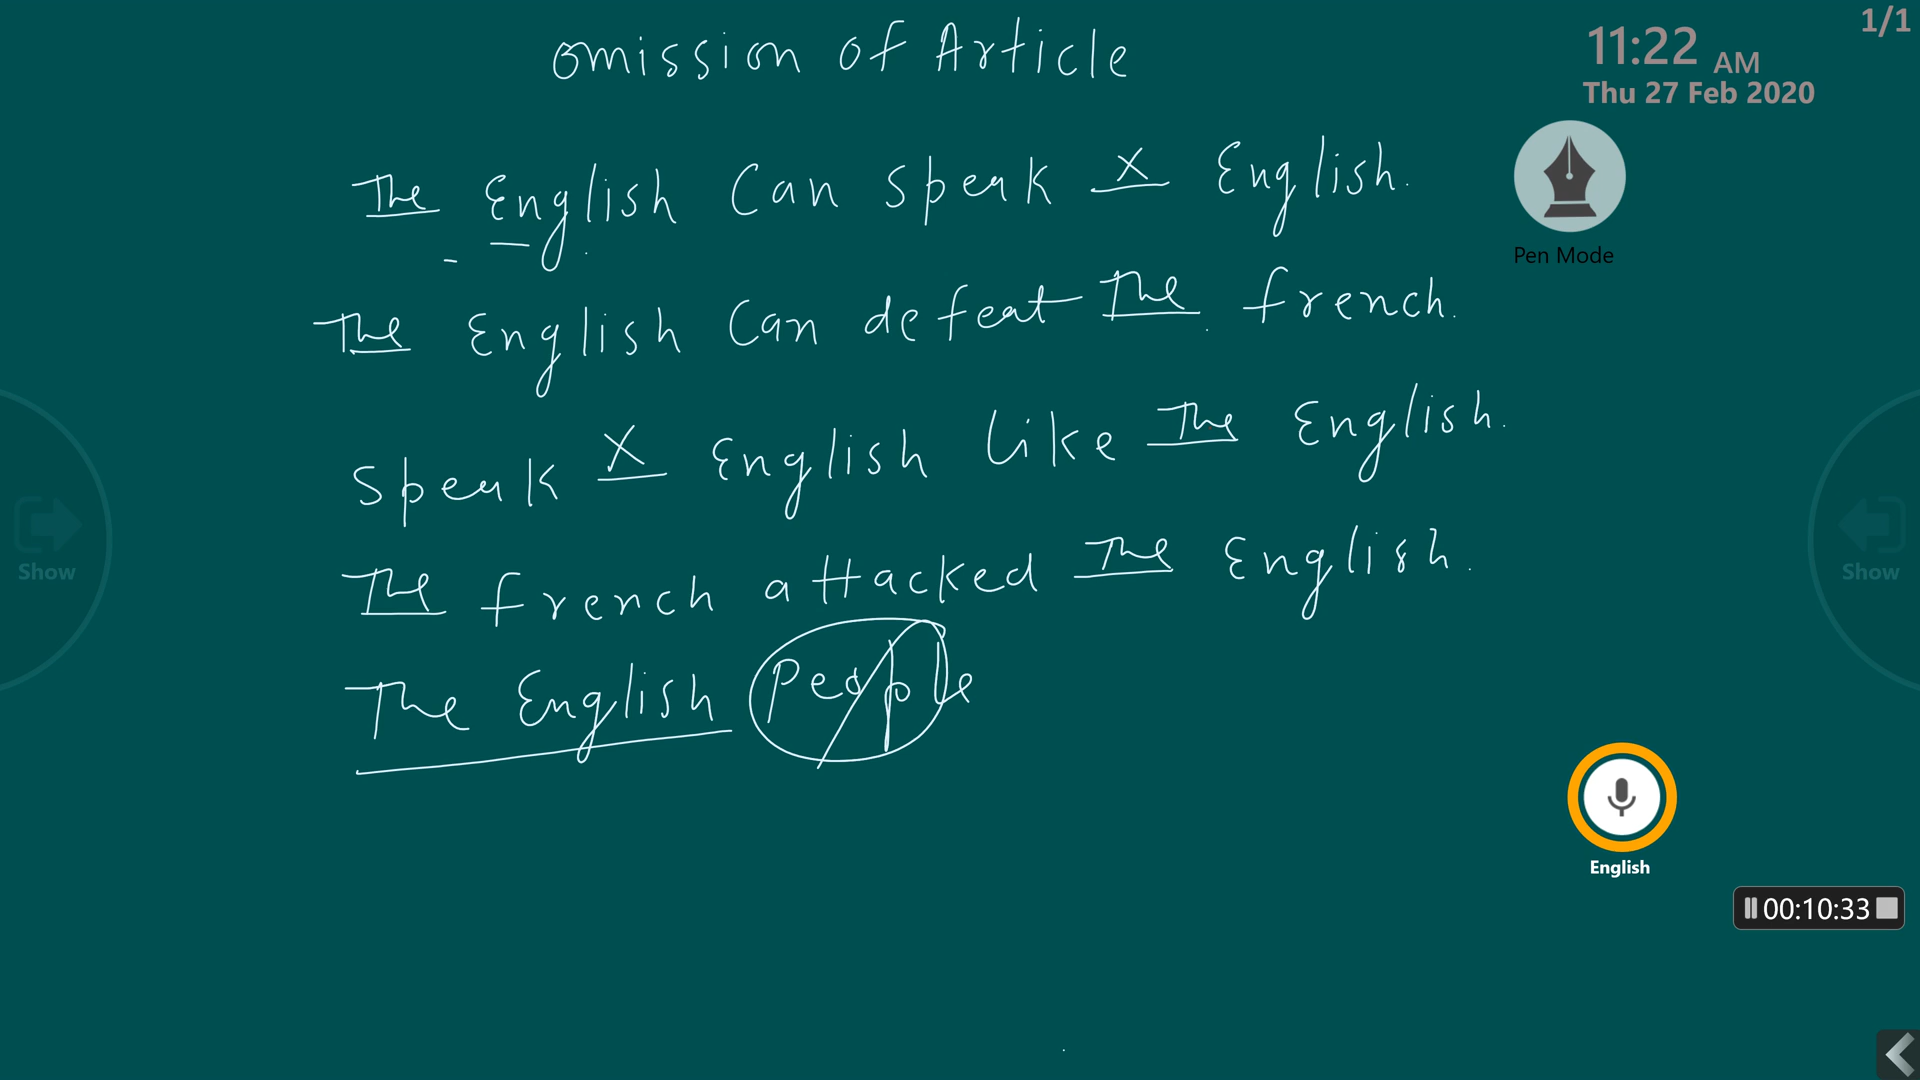 1/1
11:22 AM
Thu 27 Feb 2020
Omission of Article
The English Can Speak X English.
Pen Mode
The English Can defeat The french.
Speak X English Like The English.
Show
Show
The french attacked The English.
The English People
English
00:10:33